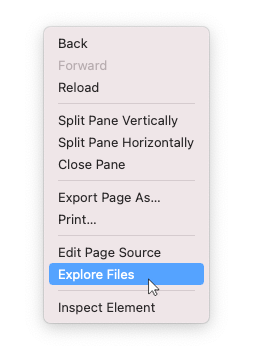 Back
Forward
Reload
Split Pane Vertically
Split Pane Horizontally
Close Pane
Export Page As...
Print...
Edit Page Source
Explore Files
Inspect Element